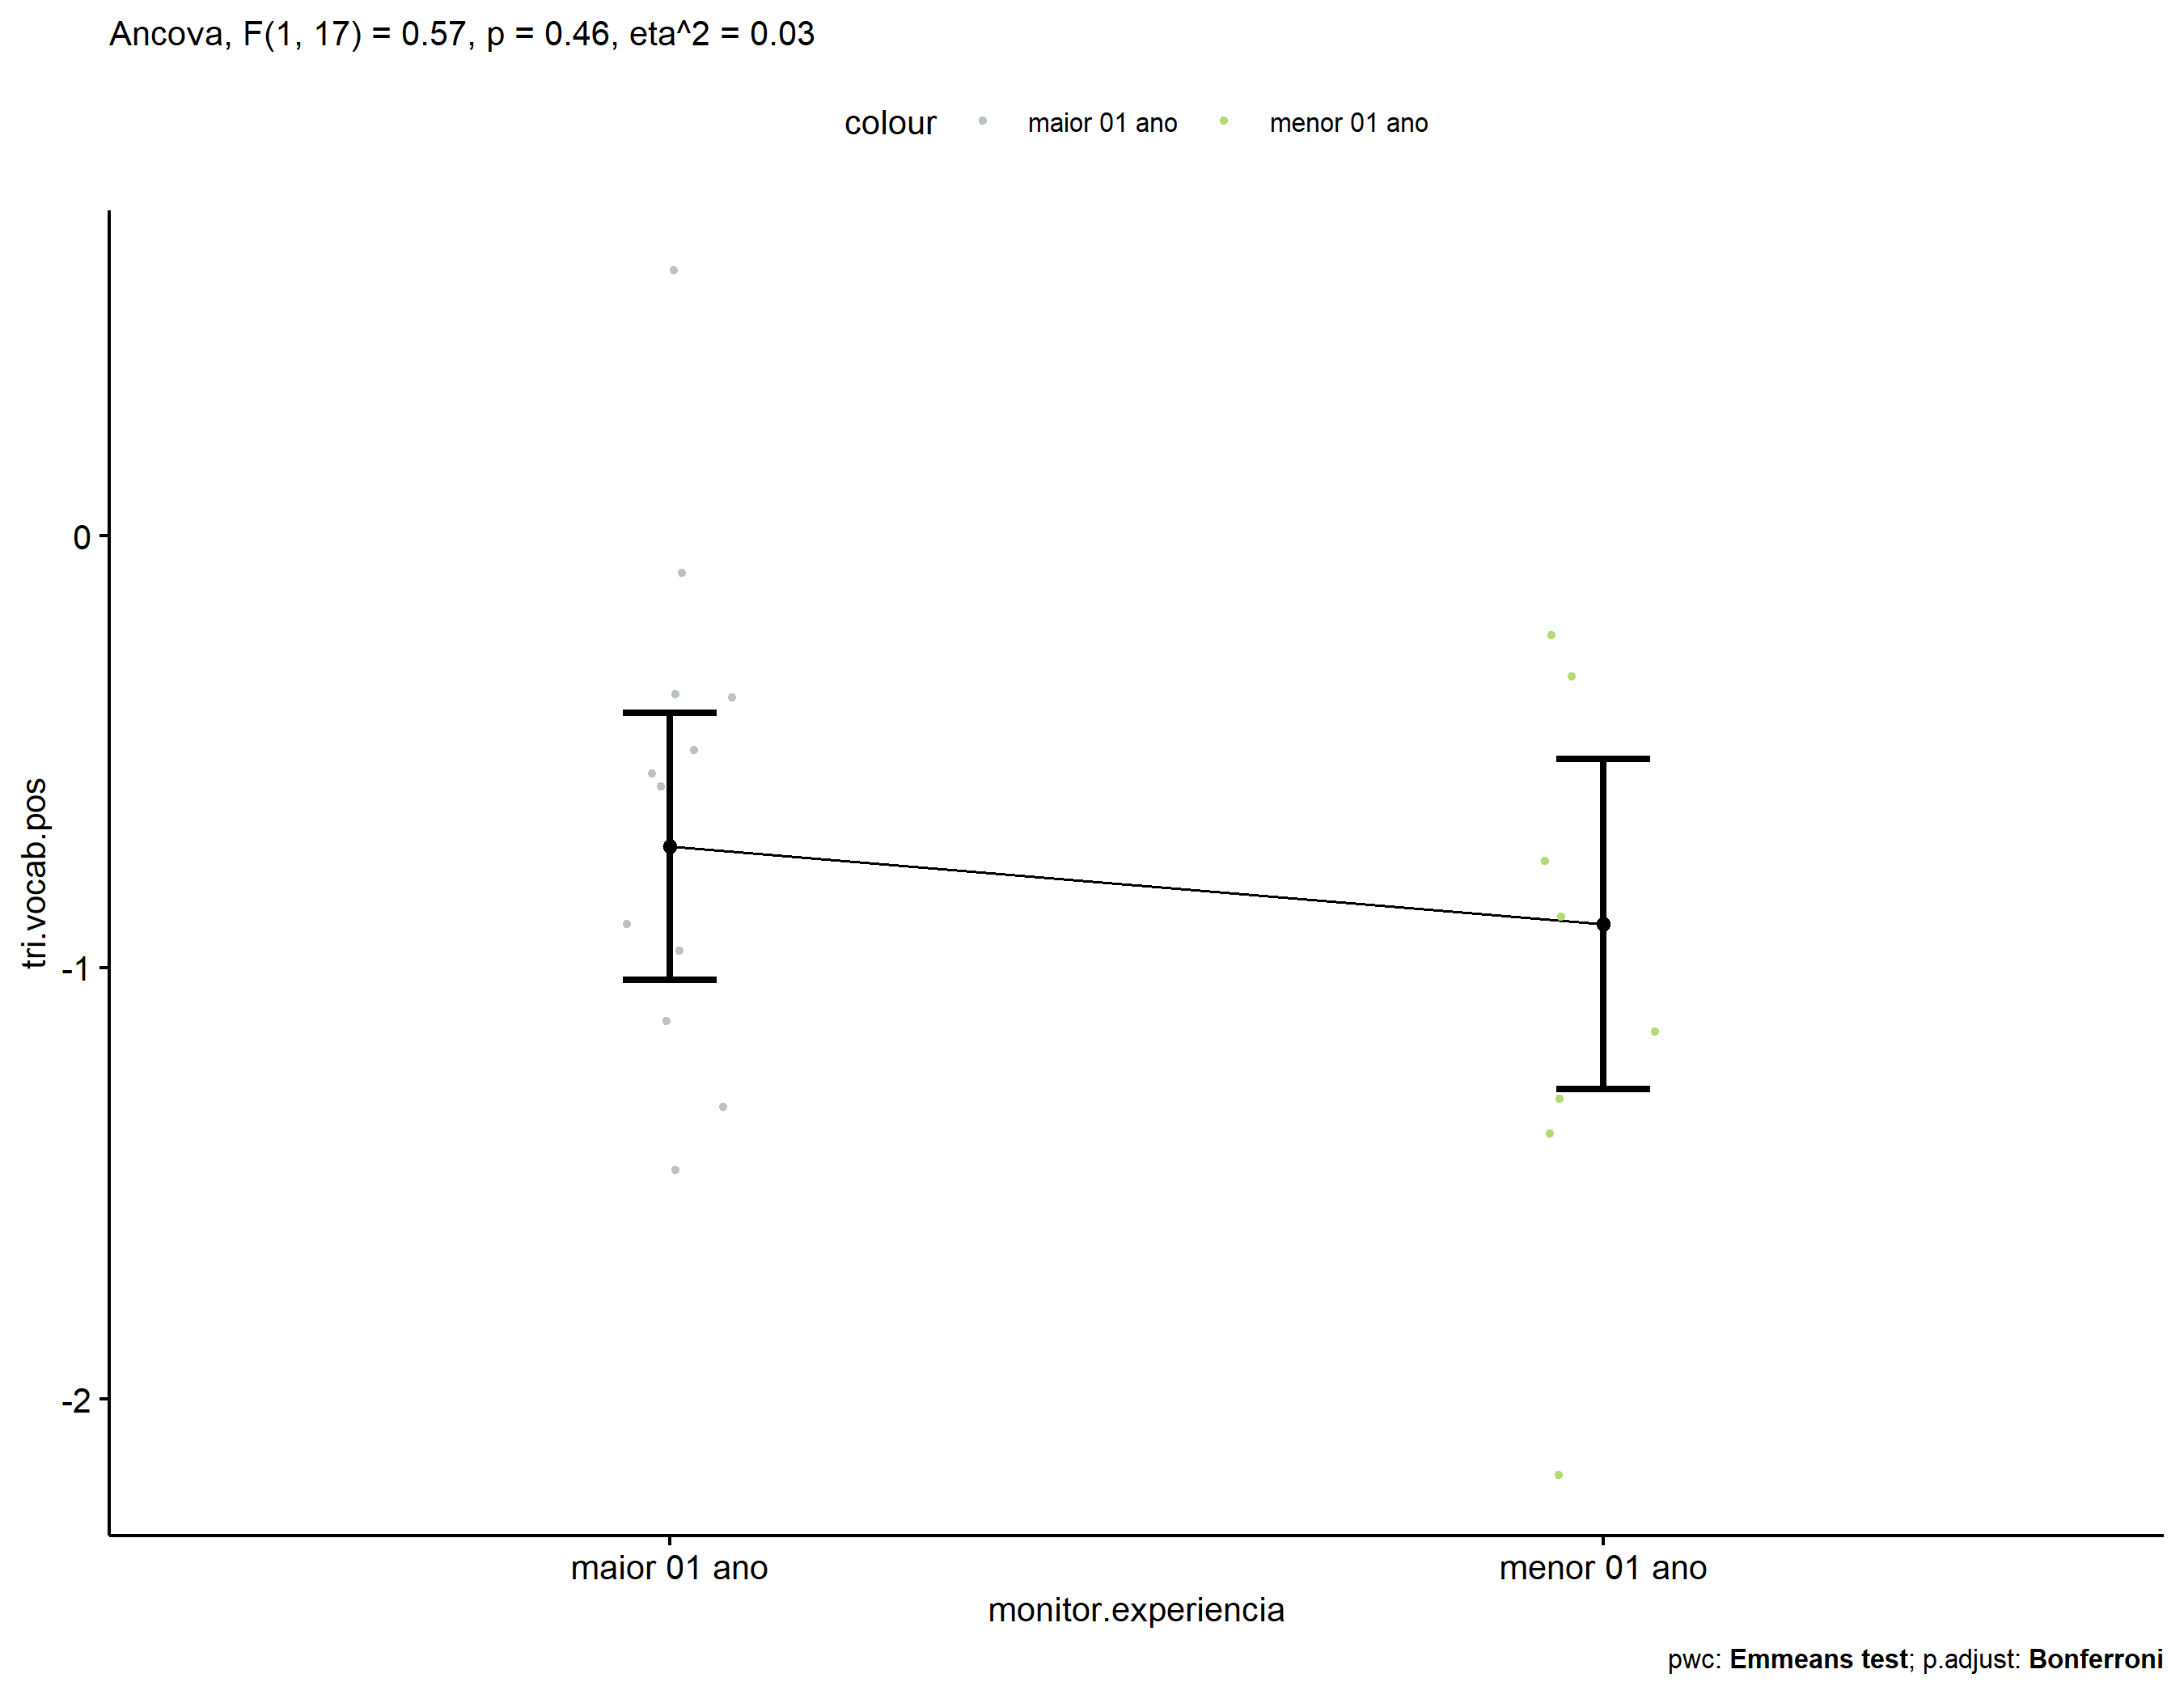 Ancova, F(1, 17) = 0.57, p = 0.46, eta^2 = 0.03
colour maior 01 ano menor 01 ano
0
-1
-2
tri.vocab.pos
maior 01 ano menor 01 ano
monitor.experiencia
pwc: Emmeans test; p.adjust: Bonferroni